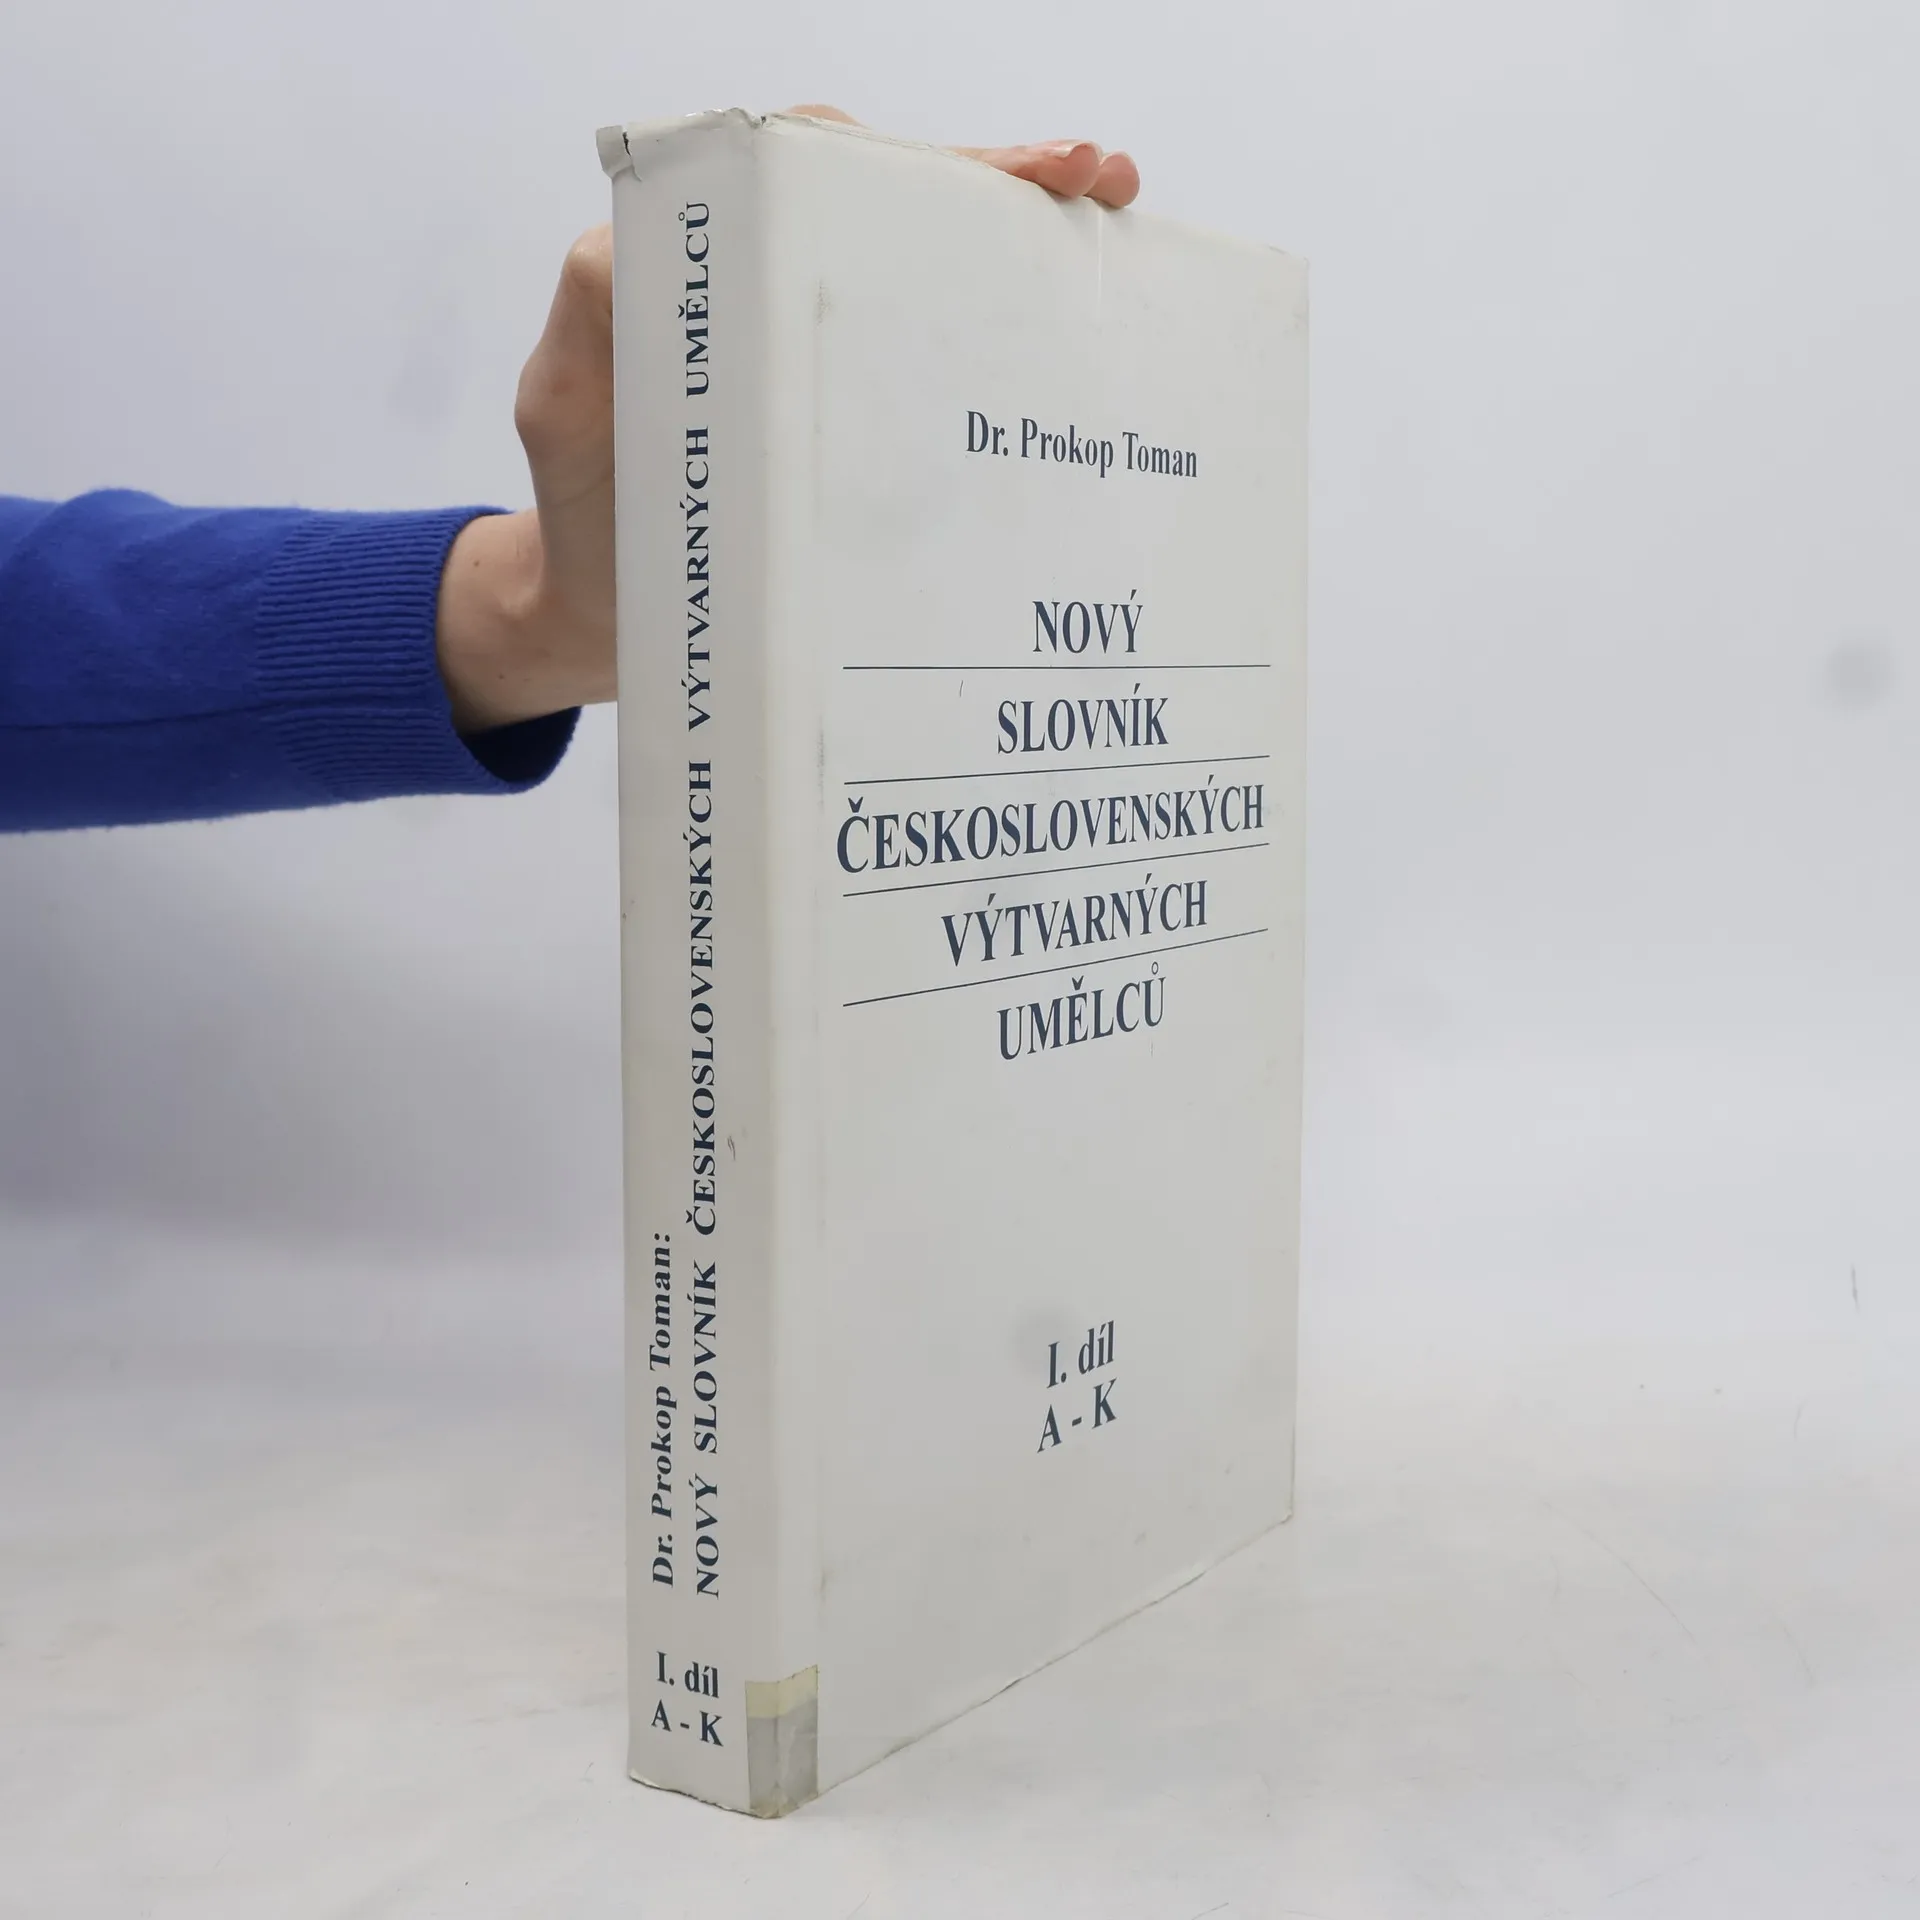 Dr. Prokop Toman:
NOVÝ SLOVNÍK ČESKOSLOVENSKÝCH VÝTVARNÝCH UMĚLCŮ
I. díl
A - K
Dr. Prokop Toman
NOVÝ
SLOVNÍK
ČESKOSLOVENSKÝCH
VÝTVARNÝCH
UMĚLCŮ
I. díl
A - K